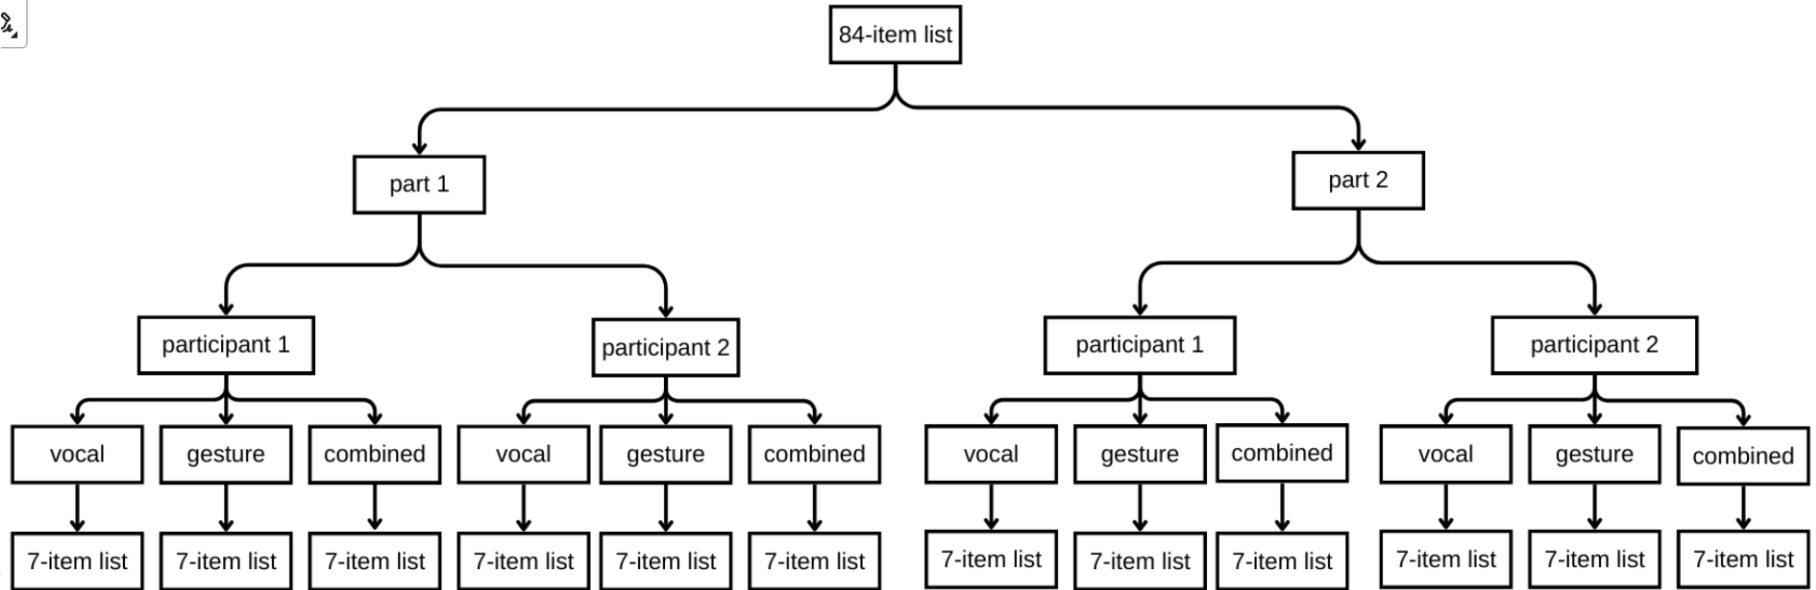 84-item list
part 1
part 2
participant 1
participant 2
participant 1
participant 2
vocal
gesture
combined
vocal
gesture
combined
vocal
gesture
combined
vocal
gesture
combined
7-item list
7-item list
7-item list
7-item list
7-item list
7-item list
7-item list
7-item list
7-item list
7-item list
7-item list
7-item list